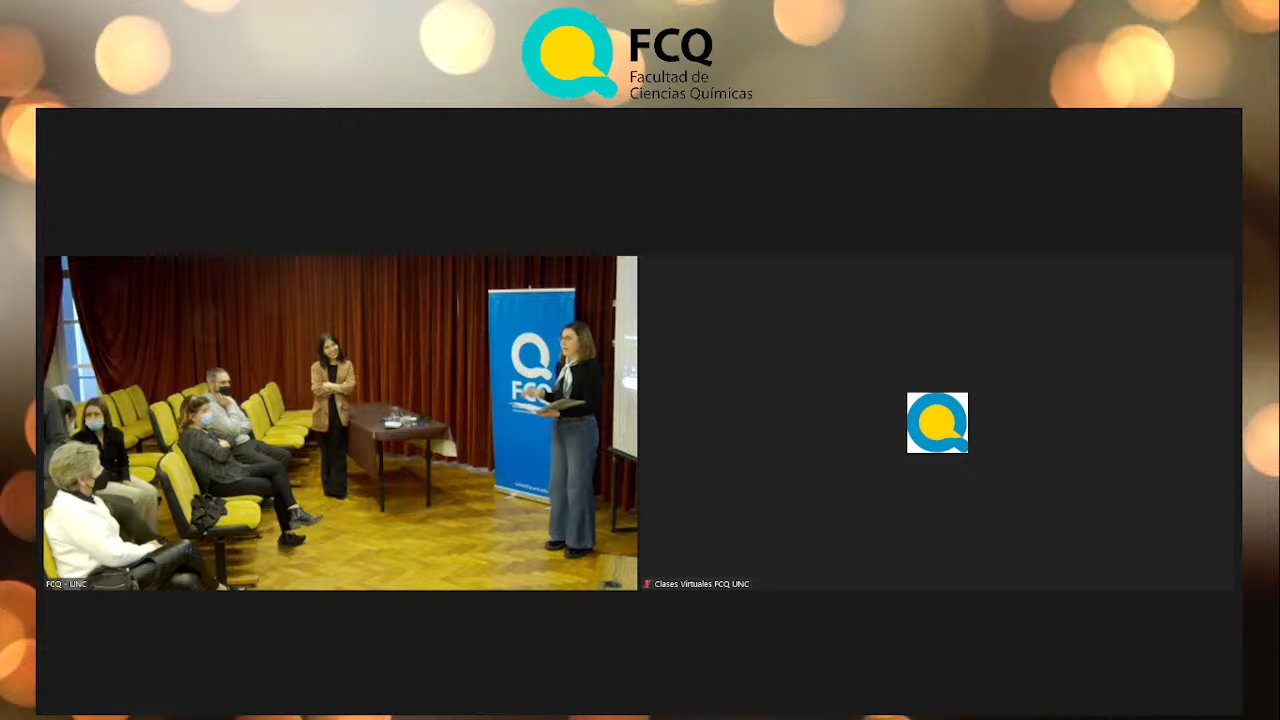 FCQ
Facultad de
Ciencias Químicas
FCQ
FCQ - UNC
Clases Virtuales FCQ UNC